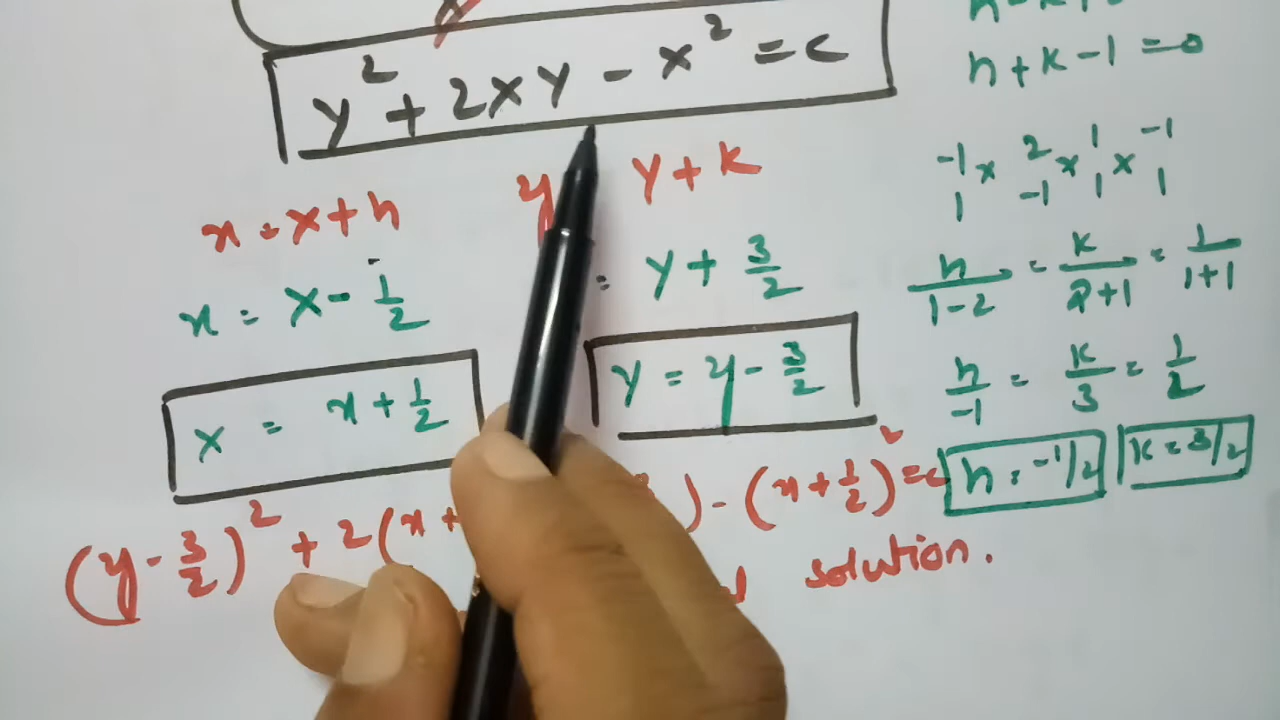 y² + 2xy - x² = c
h + k - 1 = 0
x = X + h
y Y + k
x = X - 1/2
= Y + 3/2
X = x + 1/2
Y = y - 3/2
-1 2 1 -1
× × ×
1 -1 1 1
h/(1-2) = k/(2+1) = 1/(1+1)
h/-1 = k/3 = 1/2
h = -1/2 k = 3/2
(y - 3/2)² + 2(x + ) - (x + 1/2)² = c
solution.